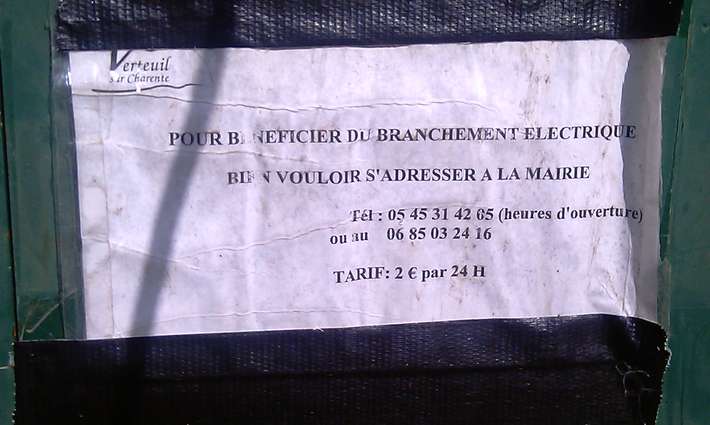 Verteuil
sur Charente
POUR BENEFICIER DU BRANCHEMENT ELECTRIQUE
BIEN VOULOIR S'ADRESSER A LA MAIRIE
Tél : 05 45 31 42 65 (heures d'ouverture)
ou au 06 85 03 24 16
TARIF: 2 € par 24 H